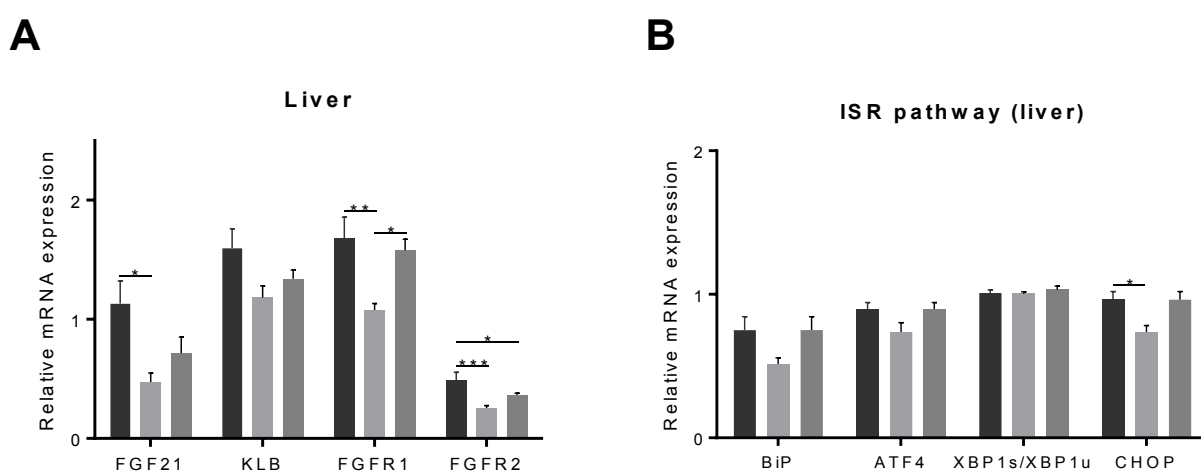 A
Liver
Relative mRNA expression
2
1
0
*
**
*
*
***
FGF21 KLB FGFR1 FGFR2
B
ISR pathway (liver)
Relative mRNA expression
2
1
0
*
BiP ATF4 XBP1s/XBP1u CHOP